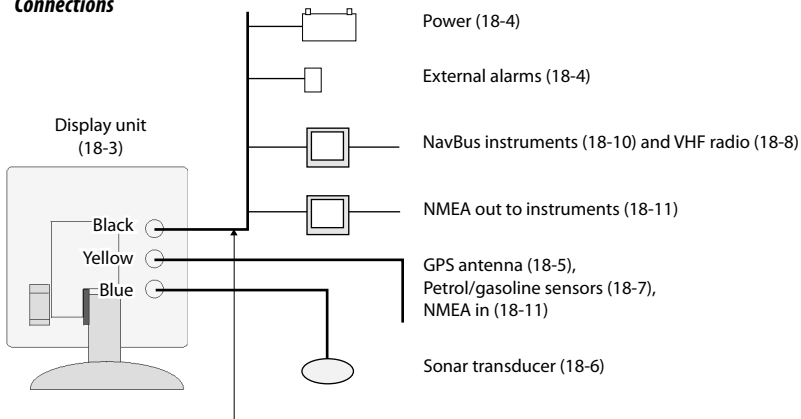 Connections
Power (18-4)
External alarms (18-4)
Display unit
(18-3)
NavBus instruments (18-10) and VHF radio (18-8)
NMEA out to instruments (18-11)
Black
Yellow
Blue
GPS antenna (18-5),
Petrol/gasoline sensors (18-7),
NMEA in (18-11)
Sonar transducer (18-6)